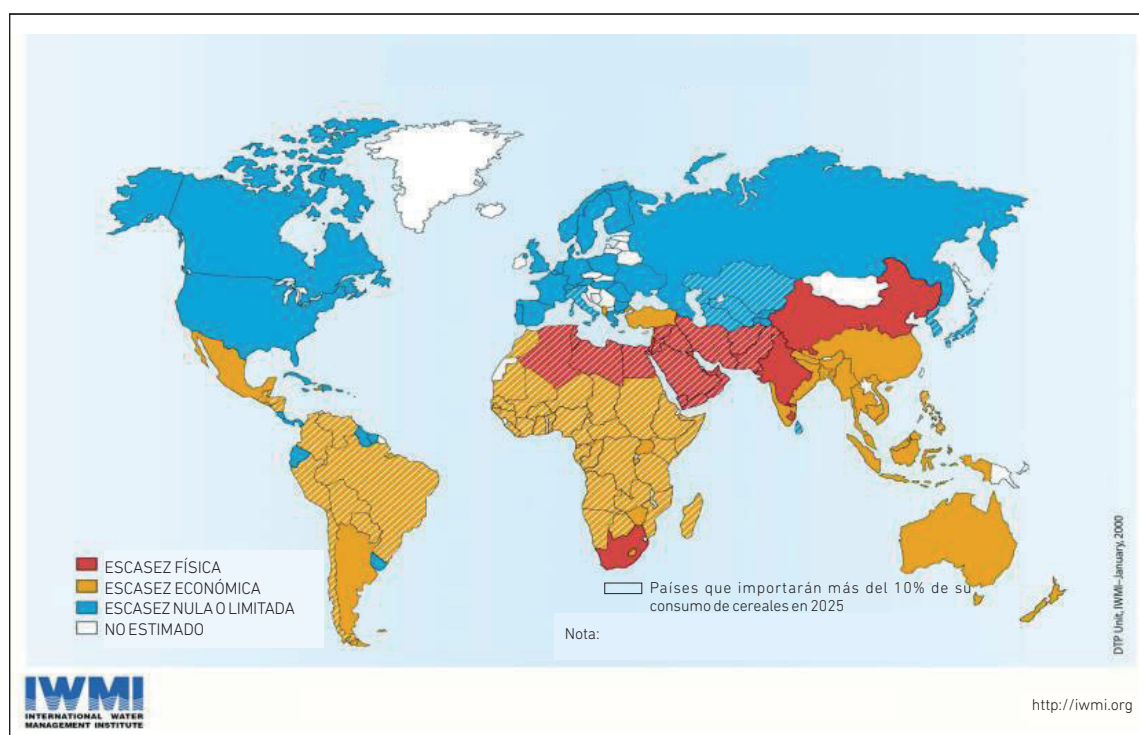 ESCASEZ FÍSICA
ESCASEZ ECONÓMICA
ESCASEZ NULA O LIMITADA
NO ESTIMADO
Países que importarán más del 10% de su
consumo de cereales en 2025
Nota:
DTP Unit, IWMI-January, 2000
IWMI
INTERNATIONAL WATER
MANAGEMENT INSTITUTE
http://iwmi.org